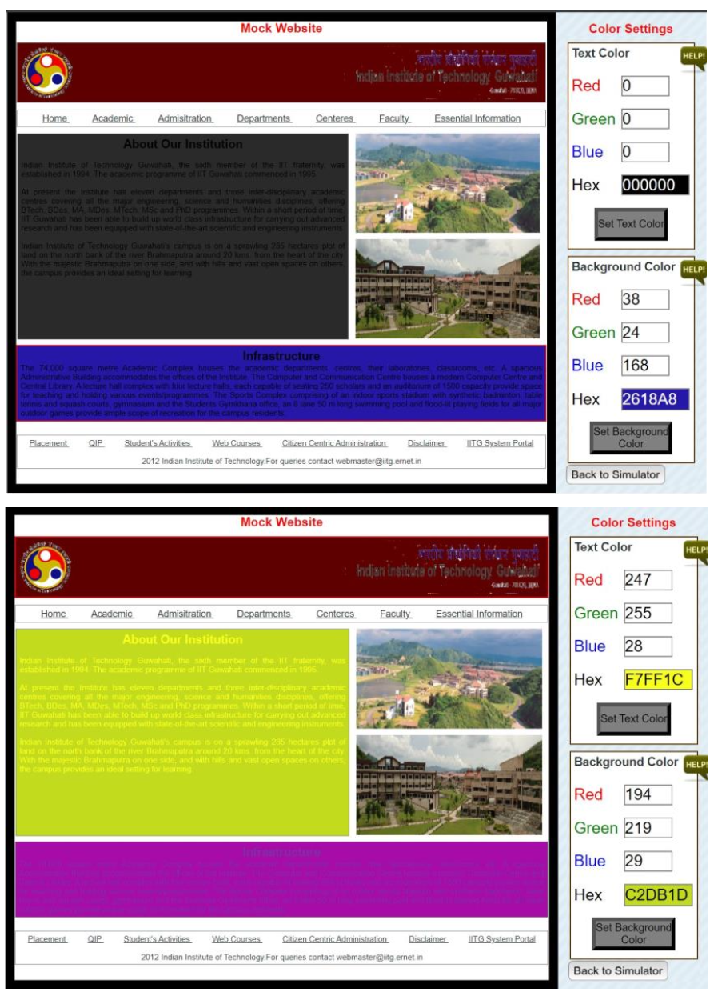 Mock Website
Indian Institute of Technology Guwahati
Home Academic Admisitration Departments Centeres Faculty Essential Information
About Our Institution
Indian Institute of Technology Guwahati, the sixth member of the IIT fraternity, was
established in 1994. The academic programme of IIT Guwahati commenced in 1995.
At present the Institute has eleven departments and three inter-disciplinary academic
centres covering all the major engineering, science and humanities disciplines, offering
BTech, BDes, MA, MDes, MTech, MSc and PhD programmes. Within a short period of time,
IIT Guwahati has been able to build up world class infrastructure for carrying out advanced
research and has been equipped with state-of-the-art scientific and engineering instruments.
Indian Institute of Technology Guwahati's campus is on a sprawling 285 hectares plot of
land on the north bank of the river Brahmaputra around 20 kms. from the heart of the city.
With the majestic Brahmaputra on one side, and with hills and vast open spaces on others,
the campus provides an ideal setting for learning.
Infrastructure
The 74,000 square metre Academic Complex houses the academic departments, centres, their laboratories, classrooms, etc. A spacious
Administrative Building accommodates the offices of the Institute. The Computer and Communication Centre houses a modern Computer Centre and
Central Library. A lecture hall complex with four lecture halls, each capable of seating 250 scholars and an auditorium of 1500 capacity provide space
for teaching and holding various events/programmes. The Sports Complex comprising of an indoor sports stadium with synthetic badminton, table
tennis and squash courts, gymnasium and the Students Gymkhana office, an 8 lane 50 m long swimming pool and flood-lit playing fields for all major
outdoor games provide ample scope of recreation for the campus residents.
Placement QIP Student's Activities Web Courses Citizen Centric Administration Disclaimer IITG System Portal
2012 Indian Institute of Technology.For queries contact webmaster@iitg.ernet.in
Color Settings
Text Color
HELP!
Red 0
Green 0
Blue 0
Hex 000000
Set Text Color
Background Color
HELP!
Red 38
Green 24
Blue 168
Hex 2618A8
Set Background
Color
Back to Simulator
Mock Website
Indian Institute of Technology Guwahati
Home Academic Admisitration Departments Centeres Faculty Essential Information
About Our Institution
Indian Institute of Technology Guwahati, the sixth member of the IIT fraternity, was
established in 1994. The academic programme of IIT Guwahati commenced in 1995.
At present the Institute has eleven departments and three inter-disciplinary academic
centres covering all the major engineering, science and humanities disciplines, offering
BTech, BDes, MA, MDes, MTech, MSc and PhD programmes. Within a short period of time,
IIT Guwahati has been able to build up world class infrastructure for carrying out advanced
research and has been equipped with state-of-the-art scientific and engineering instruments.
Indian Institute of Technology Guwahati's campus is on a sprawling 285 hectares plot of
land on the north bank of the river Brahmaputra around 20 kms. from the heart of the city.
With the majestic Brahmaputra on one side, and with hills and vast open spaces on others,
the campus provides an ideal setting for learning.
Infrastructure
Placement QIP Student's Activities Web Courses Citizen Centric Administration Disclaimer IITG System Portal
2012 Indian Institute of Technology.For queries contact webmaster@iitg.ernet.in
Color Settings
Text Color
HELP!
Red 247
Green 255
Blue 28
Hex F7FF1C
Set Text Color
Background Color
HELP!
Red 194
Green 219
Blue 29
Hex C2DB1D
Set Background
Color
Back to Simulator